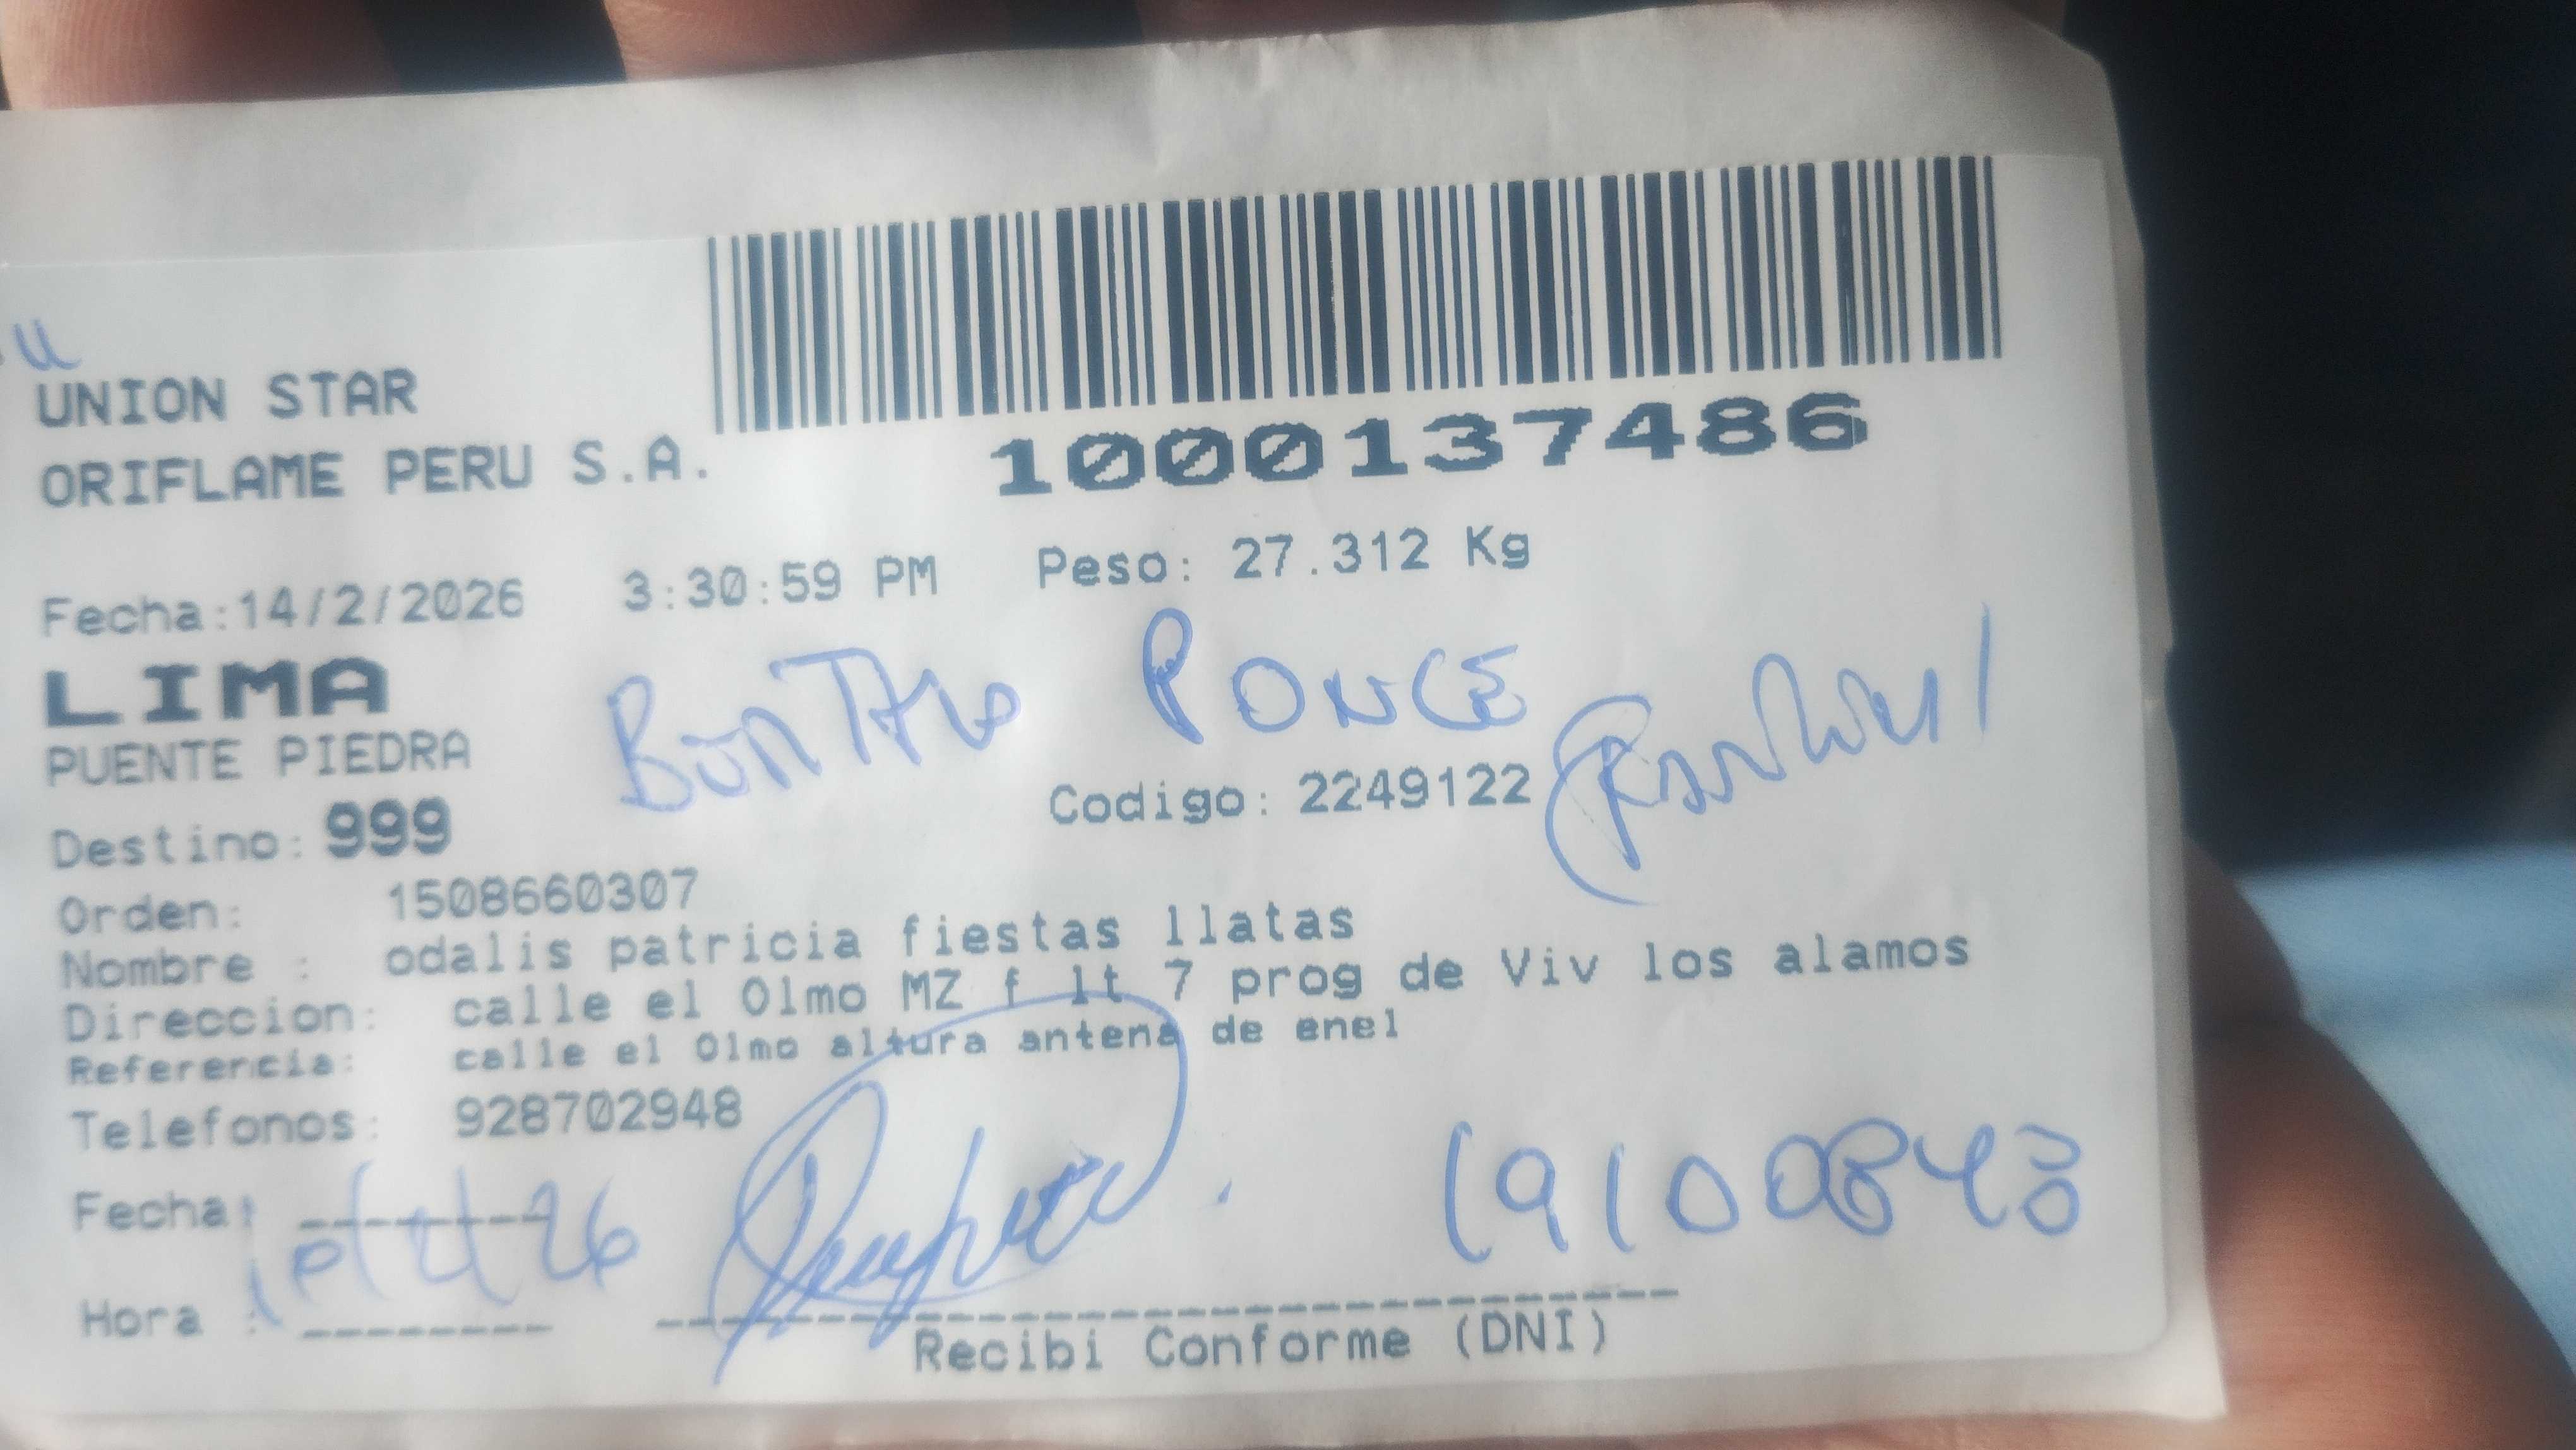 UNION STAR
ORIFLAME PERU S.A.
1000137486
Fecha:14/2/2026 3:30:59 PM Peso: 27.312 Kg
LIMA
PUENTE PIEDRA
PONCE
Destino: 999
Codigo: 2249122
Orden: 1508660307
Nombre : odalis patricia fiestas llatas
Direccion: calle el Olmo MZ f lt 7 prog de Viv los alamos
Referencia: calle el Olmo altura antena de enel
Telefonos: 928702948
Fecha:
19100843
Hora :
Recibi Conforme (DNI)